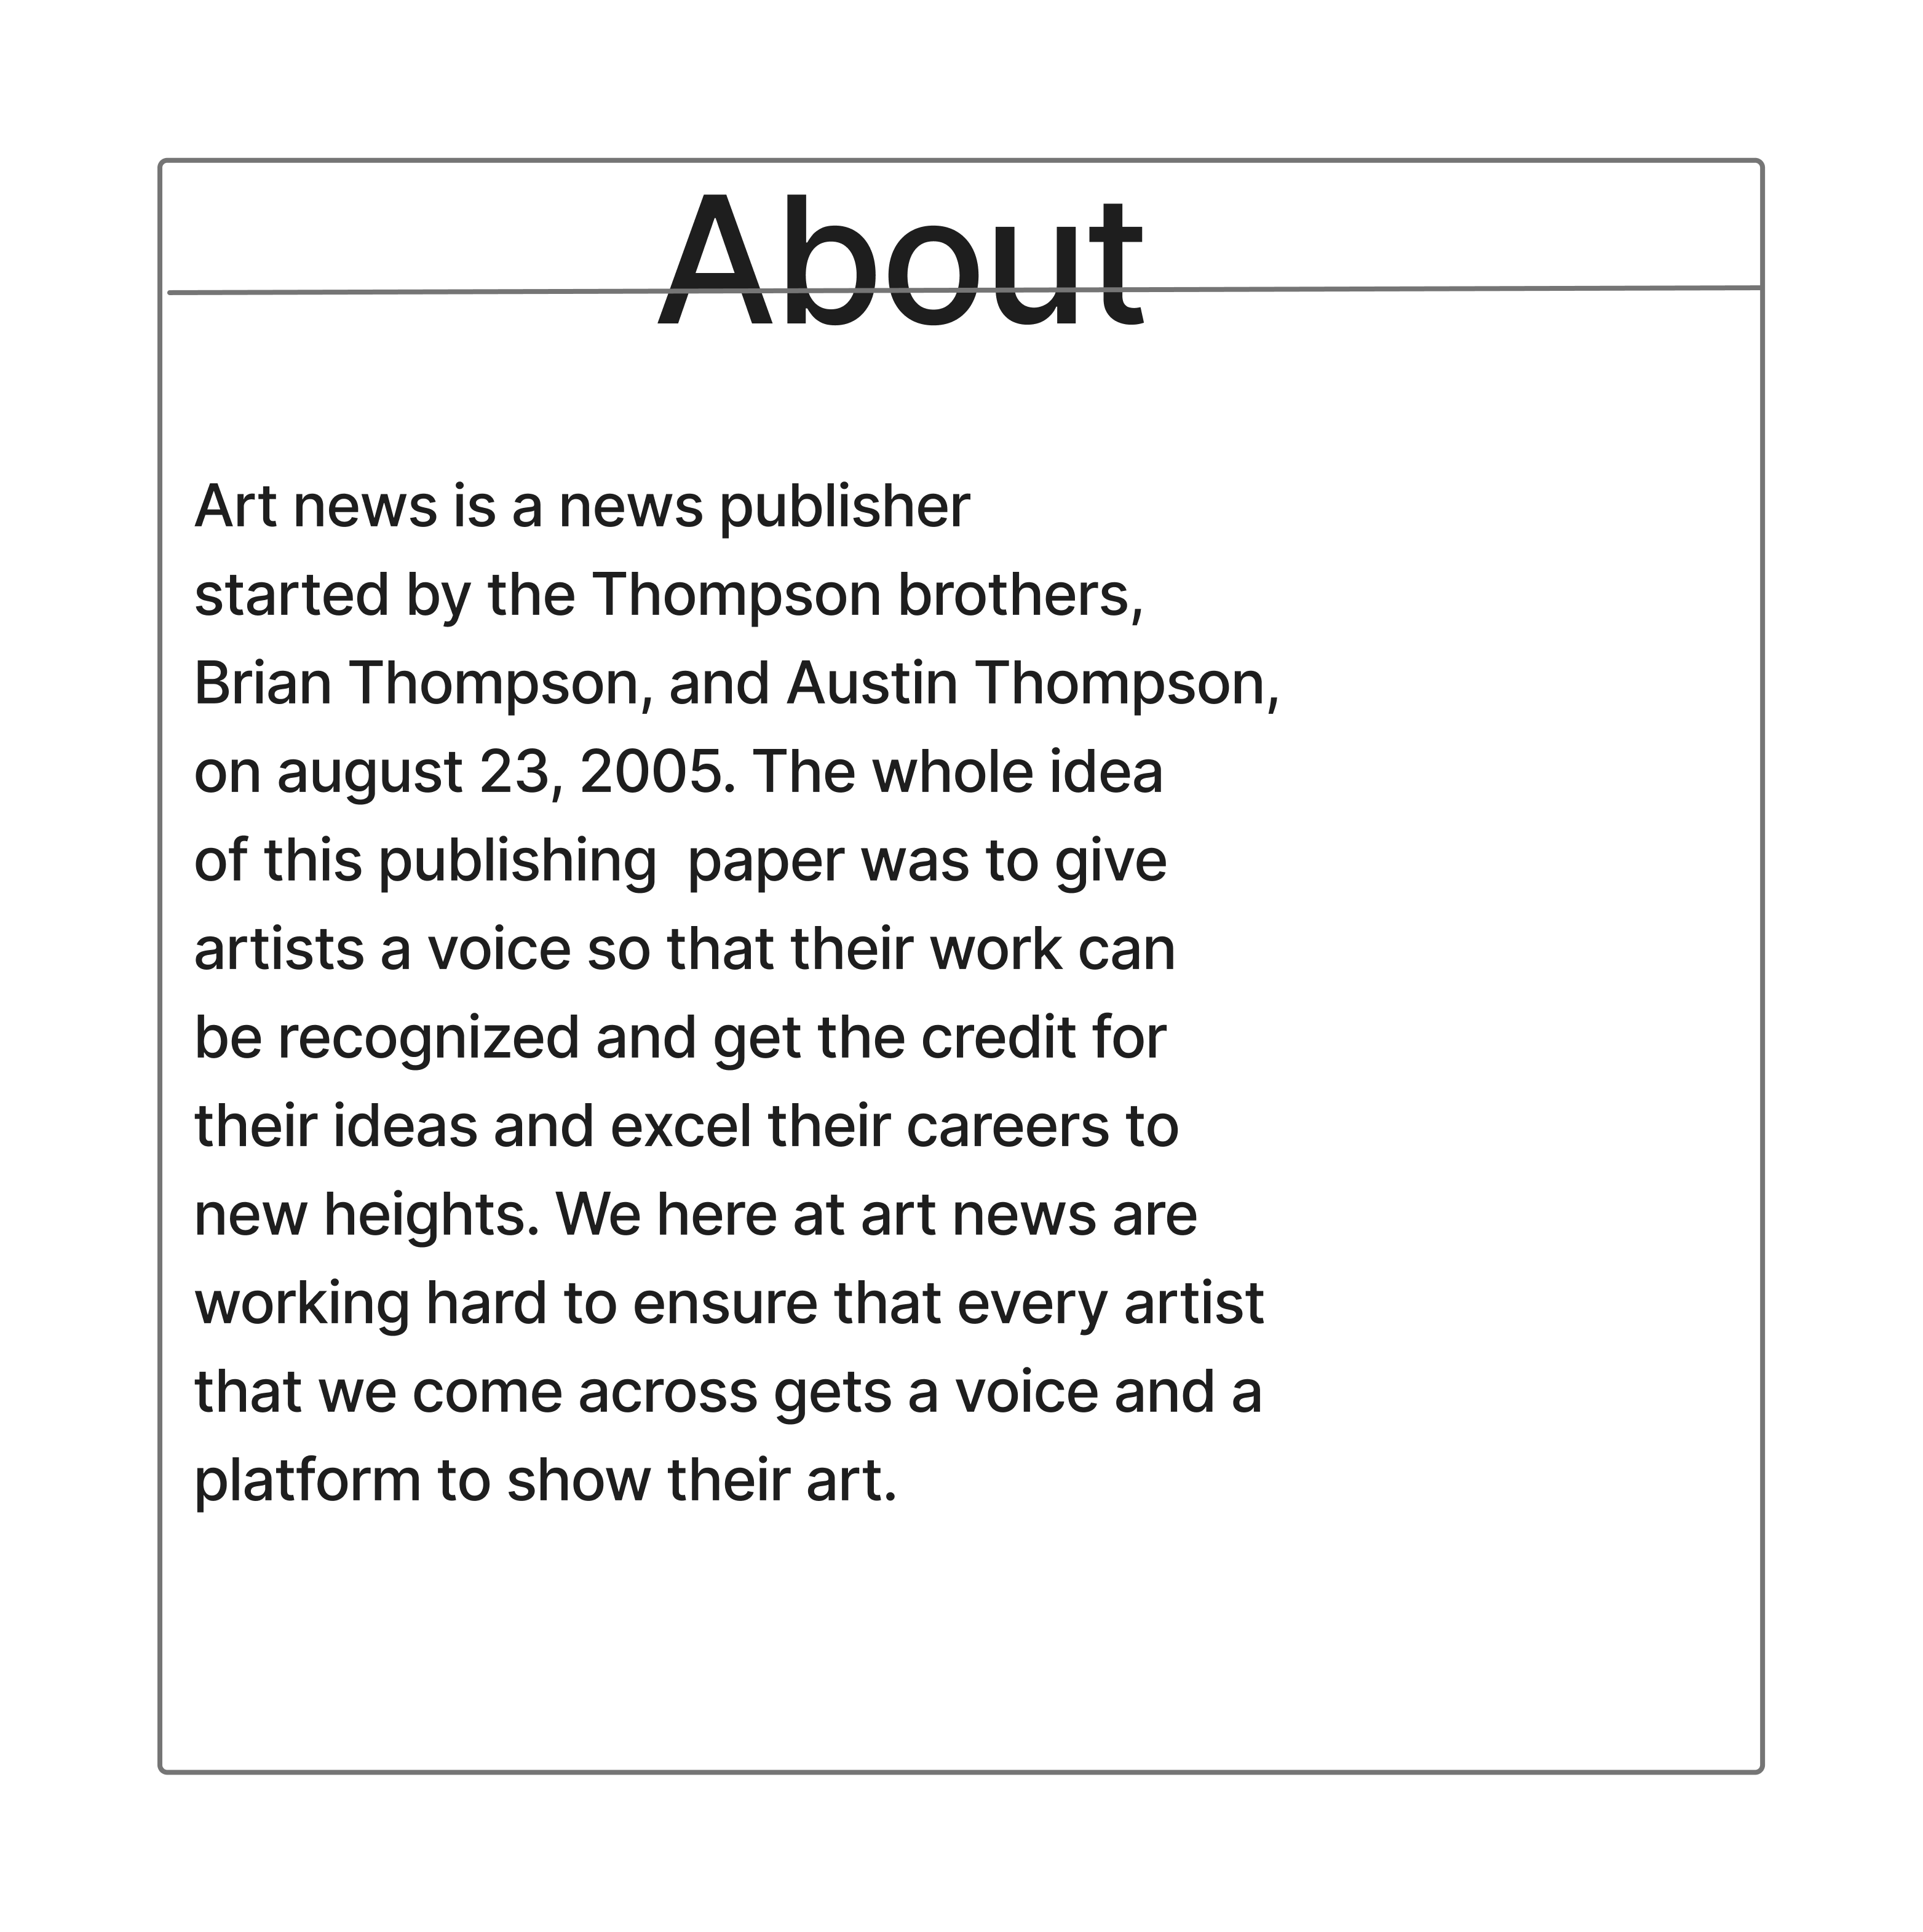 About
Art news is a news publisher
started by the Thompson brothers,
Brian Thompson, and Austin Thompson,
on august 23, 2005. The whole idea
of this publishing  paper was to give
artists a voice so that their work can
be recognized and get the credit for
their ideas and excel their careers to
new heights. We here at art news are
working hard to ensure that every artist
that we come across gets a voice and a
platform to show their art.